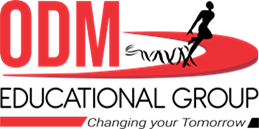 ODM
EDUCATIONAL GROUP
Changing your Tomorrow